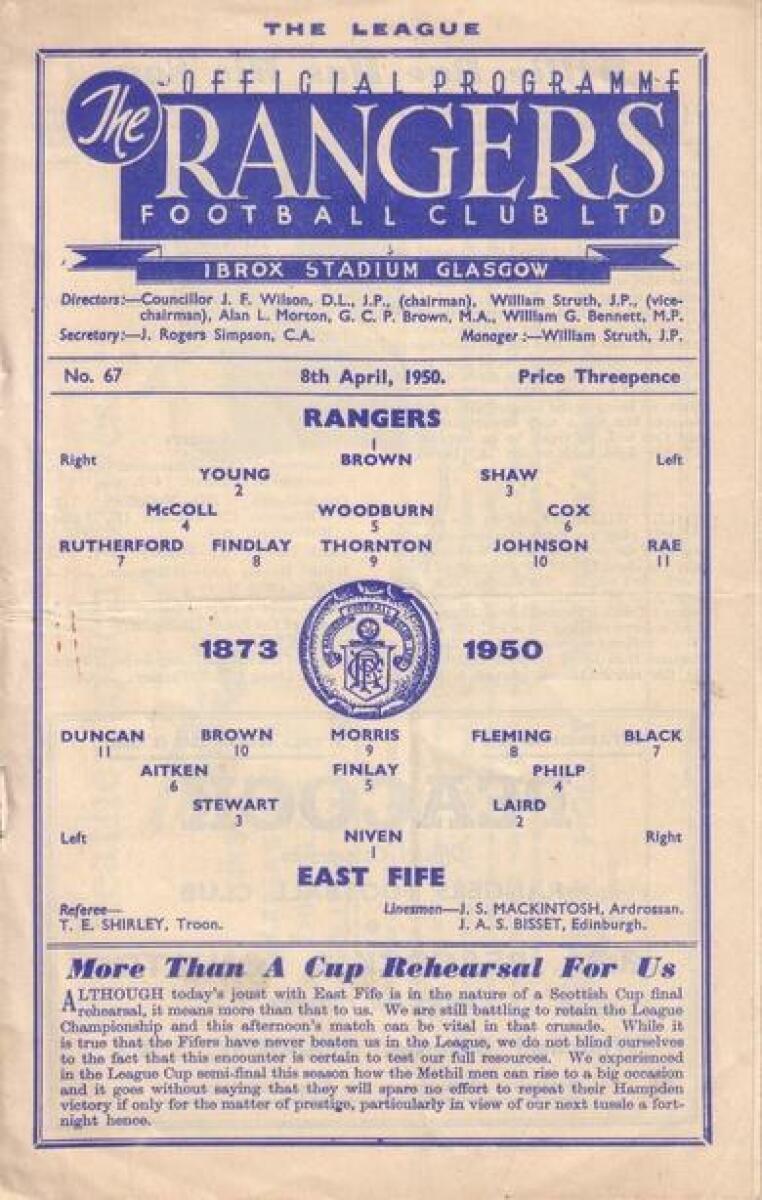 THE LEAGUE
OFFICIAL PROGRAMME
The RANGERS
FOOTBALL CLUB LTD
IBROX STADIUM GLASGOW
Directors:—Councillor J. F. Wilson, D.L., J.P., (chairman), William Struth, J.P., (vice-
chairman), Alan L. Morton, G. C. P. Brown, M.A., William G. Bennett, M.P.
Secretary:—J. Rogers Simpson, C.A. Manager:—William Struth, J.P.
No. 67 8th April, 1950. Price Threepence
RANGERS
1
Right BROWN Left
YOUNG SHAW
2 3
McCOLL WOODBURN COX
4 5 6
RUTHERFORD FINDLAY THORNTON JOHNSON RAE
7 8 9 10 11
FOOTBALL
1873 1950
DUNCAN BROWN MORRIS FLEMING BLACK
11 10 9 8 7
AITKEN FINLAY PHILP
6 5 4
STEWART LAIRD
3 2
Left NIVEN Right
1
EAST FIFE
Referee— Linesmen—J. S. MACKINTOSH, Ardrossan.
T. E. SHIRLEY, Troon. J. A. S. BISSET, Edinburgh.
More Than A Cup Rehearsal For Us
ALTHOUGH today's joust with East Fife is in the nature of a Scottish Cup final
rehearsal, it means more than that to us. We are still battling to retain the League
Championship and this afternoon's match can be vital in that crusade. While it
is true that the Fifers have never beaten us in the League, we do not blind ourselves
to the fact that this encounter is certain to test our full resources. We experienced
in the League Cup semi-final this season how the Methil men can rise to a big occasion
and it goes without saying that they will spare no effort to repeat their Hampden
victory if only for the matter of prestige, particularly in view of our next tussle a fort-
night hence.